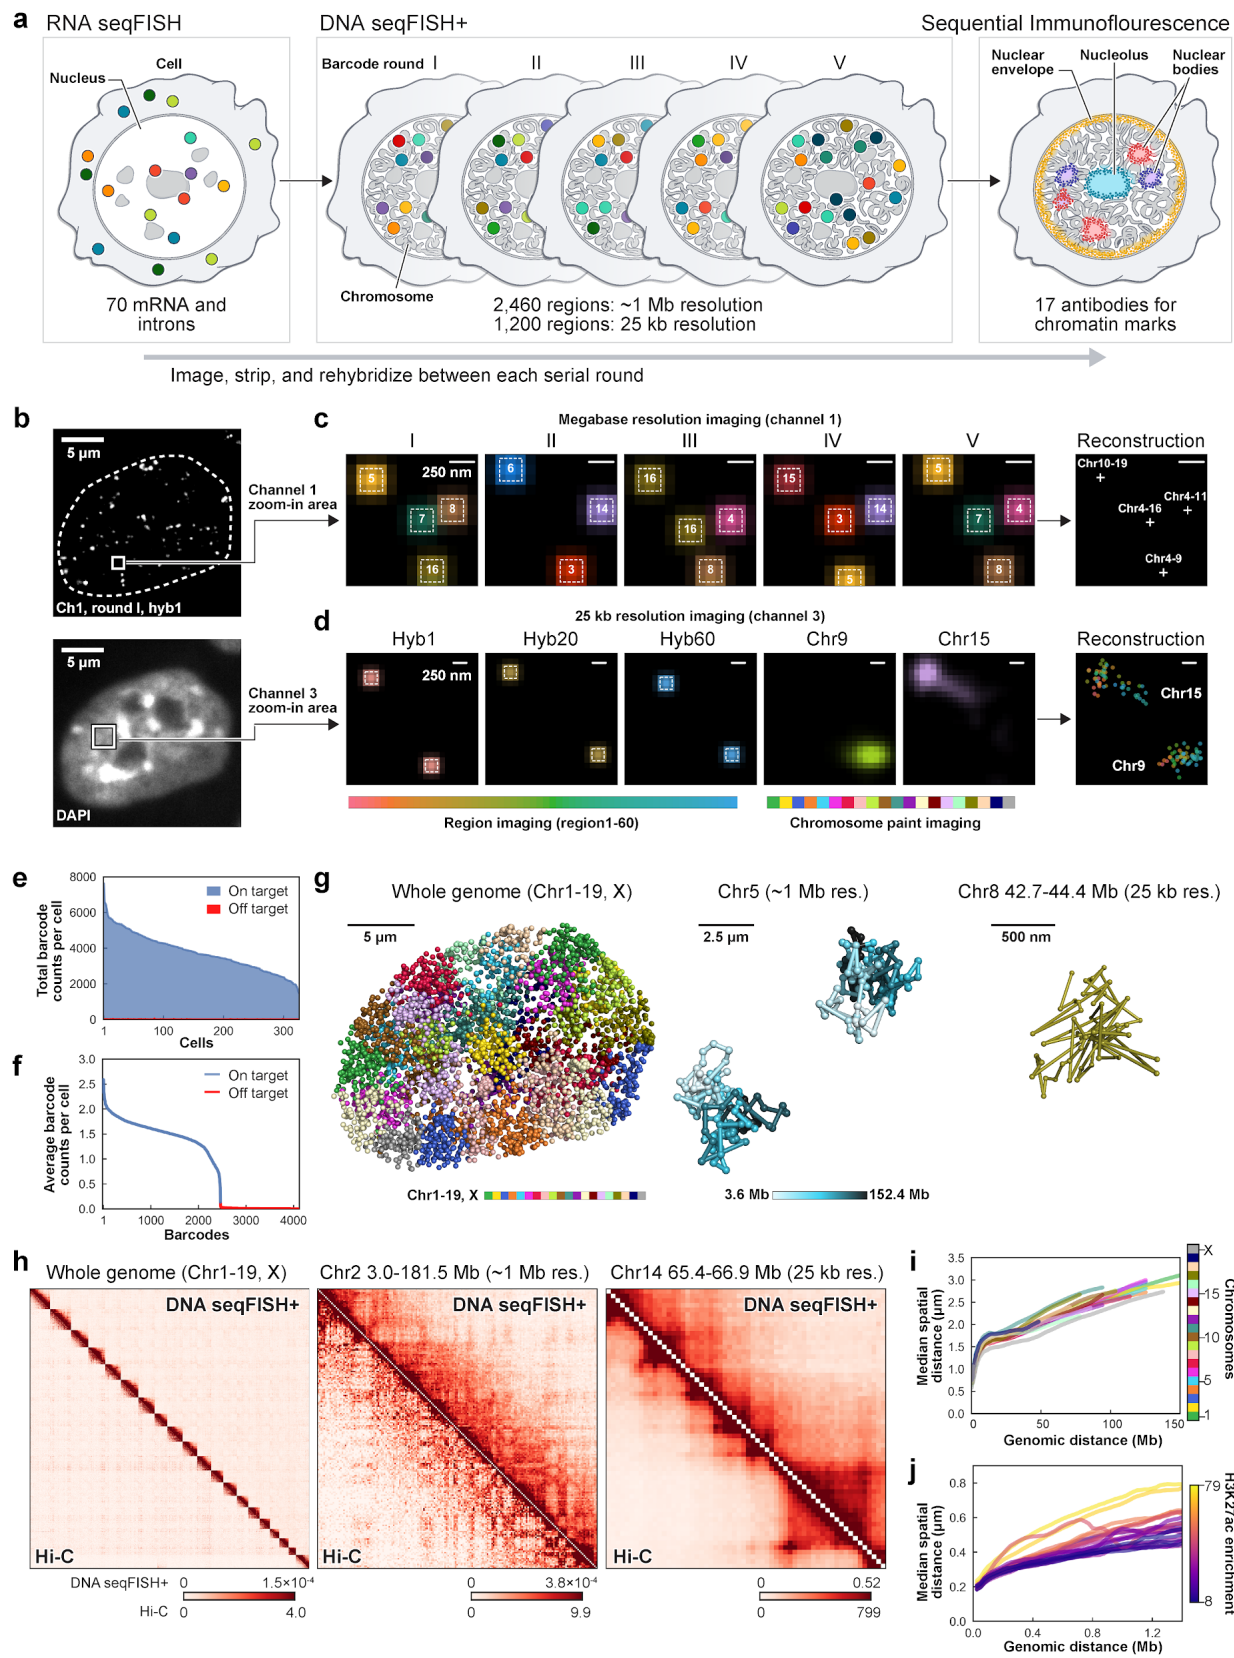 a
RNA seqFISH
DNA seqFISH+
Sequential Immunoflourescence
Cell
Nucleus
Barcode round
I
II
III
IV
V
Chromosome
Nuclear
envelope
Nucleolus
Nuclear
bodies
70 mRNA and
introns
2,460 regions: ~1 Mb resolution
1,200 regions: 25 kb resolution
17 antibodies for
chromatin marks
Image, strip, and rehybridize between each serial round
b
5 µm
Ch1, round I, hyb1
Channel 1
zoom-in area
5 µm
DAPI
Channel 3
zoom-in area
c
Megabase resolution imaging (channel 1)
I
II
III
IV
V
Reconstruction
250 nm
5
7
8
16
6
14
3
16
16
4
8
15
3
14
5
5
7
4
8
Chr10-19
Chr4-11
Chr4-16
Chr4-9
d
25 kb resolution imaging (channel 3)
Hyb1
Hyb20
Hyb60
Chr9
Chr15
Reconstruction
250 nm
Chr15
Chr9
Region imaging (region1-60)
Chromosome paint imaging
e
Total barcode
counts per cell
8000
6000
4000
2000
0
1
100
200
300
Cells
On target
Off target
f
Average barcode
counts per cell
3.0
2.5
2.0
1.5
1.0
0.5
0.0
1
1000
2000
3000
4000
Barcodes
On target
Off target
g
Whole genome (Chr1-19, X)
5 µm
Chr1-19, X
Chr5 (~1 Mb res.)
2.5 µm
3.6 Mb
152.4 Mb
Chr8 42.7-44.4 Mb (25 kb res.)
500 nm
h
Whole genome (Chr1-19, X)
DNA seqFISH+
Hi-C
Chr2 3.0-181.5 Mb (~1 Mb res.)
DNA seqFISH+
Hi-C
Chr14 65.4-66.9 Mb (25 kb res.)
DNA seqFISH+
Hi-C
DNA seqFISH+
0
1.5×10-4
Hi-C
0
4.0
0
3.8×10-4
0
9.9
0
0.52
0
799
i
Median spatial
distance (µm)
3.5
3.0
2.5
2.0
1.5
1.0
0.5
0.0
0
50
100
150
Genomic distance (Mb)
X
15
10
5
1
Chromosomes
j
Median spatial
distance (µm)
0.8
0.6
0.4
0.2
0.0
0.0
0.4
0.8
1.2
Genomic distance (Mb)
79
8
H3K27ac enrichment